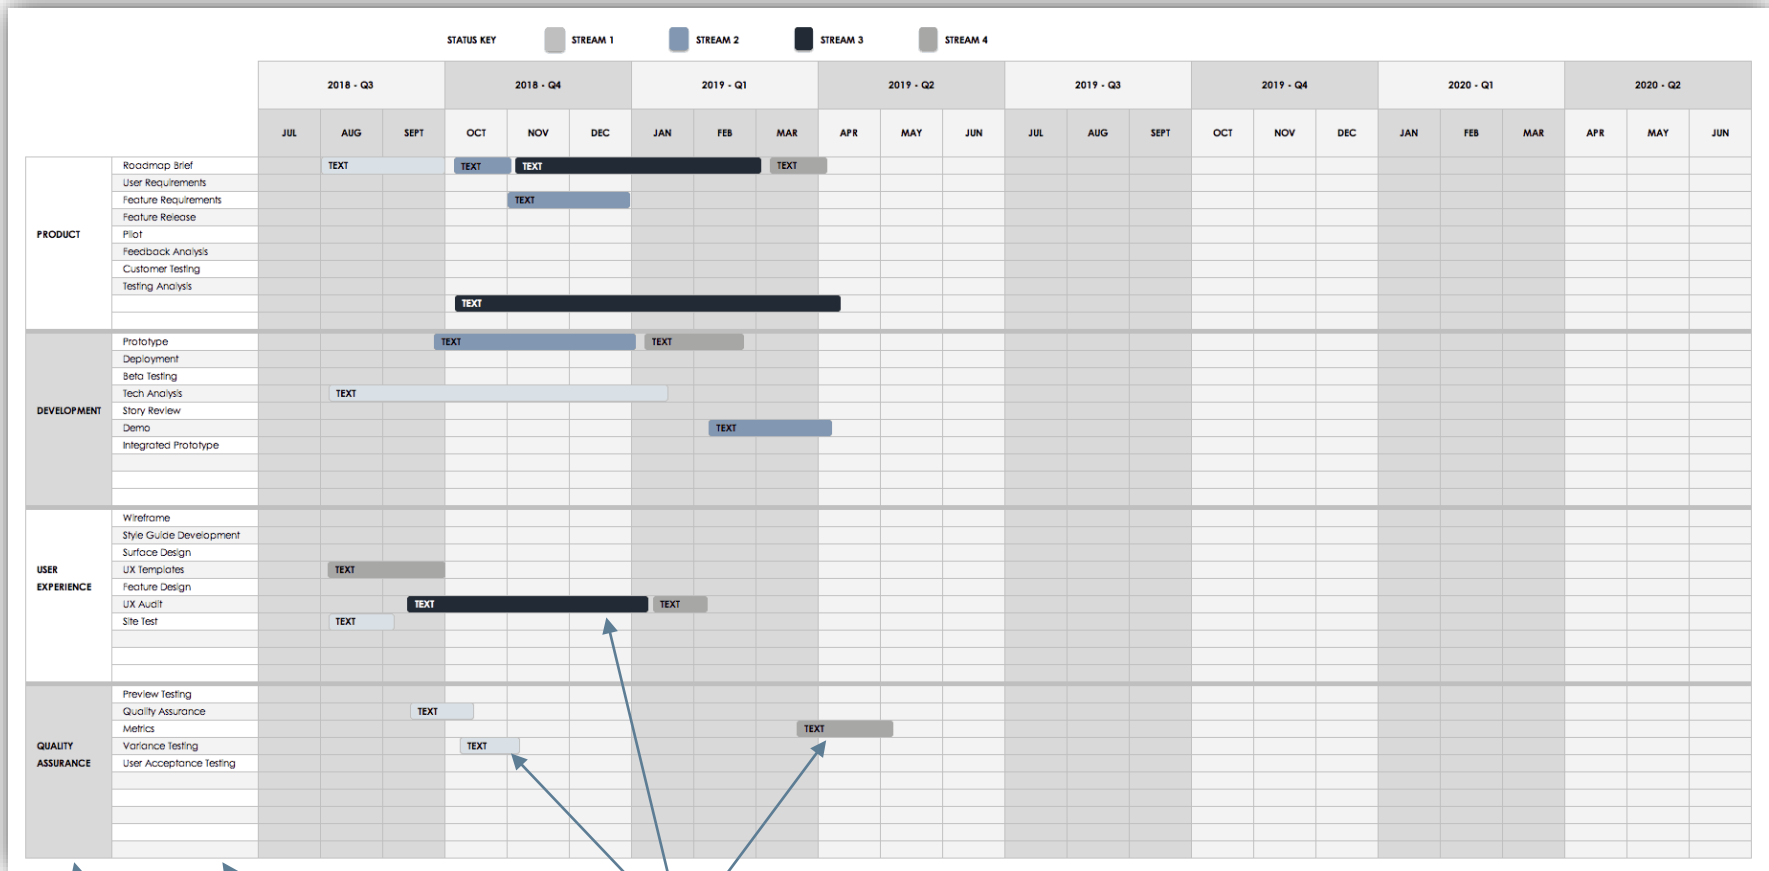 STATUS KEY STREAM 1 STREAM 2 STREAM 3 STREAM 4
2018 - Q3 2018 - Q4 2019 - Q1 2019 - Q2 2019 - Q3 2019 - Q4 2020 - Q1 2020 - Q2
JUL AUG SEPT OCT NOV DEC JAN FEB MAR APR MAY JUN JUL AUG SEPT OCT NOV DEC JAN FEB MAR APR MAY JUN
PRODUCT
Roadmap Brief TEXT TEXT TEXT TEXT
User Requirements
Feature Requirements TEXT
Feature Release
Pilot
Feedback Analysis
Customer Testing
Testing Analysis
TEXT
DEVELOPMENT
Prototype TEXT TEXT
Deployment
Beta Testing
Tech Analysis TEXT
Story Review
Demo TEXT
Integrated Prototype
USER
EXPERIENCE
Wireframe
Style Guide Development
Surface Design
UX Templates TEXT
Feature Design
UX Audit TEXT TEXT
Site Test TEXT
QUALITY
ASSURANCE
Preview Testing
Quality Assurance TEXT
Metrics TEXT
Variance Testing TEXT
User Acceptance Testing